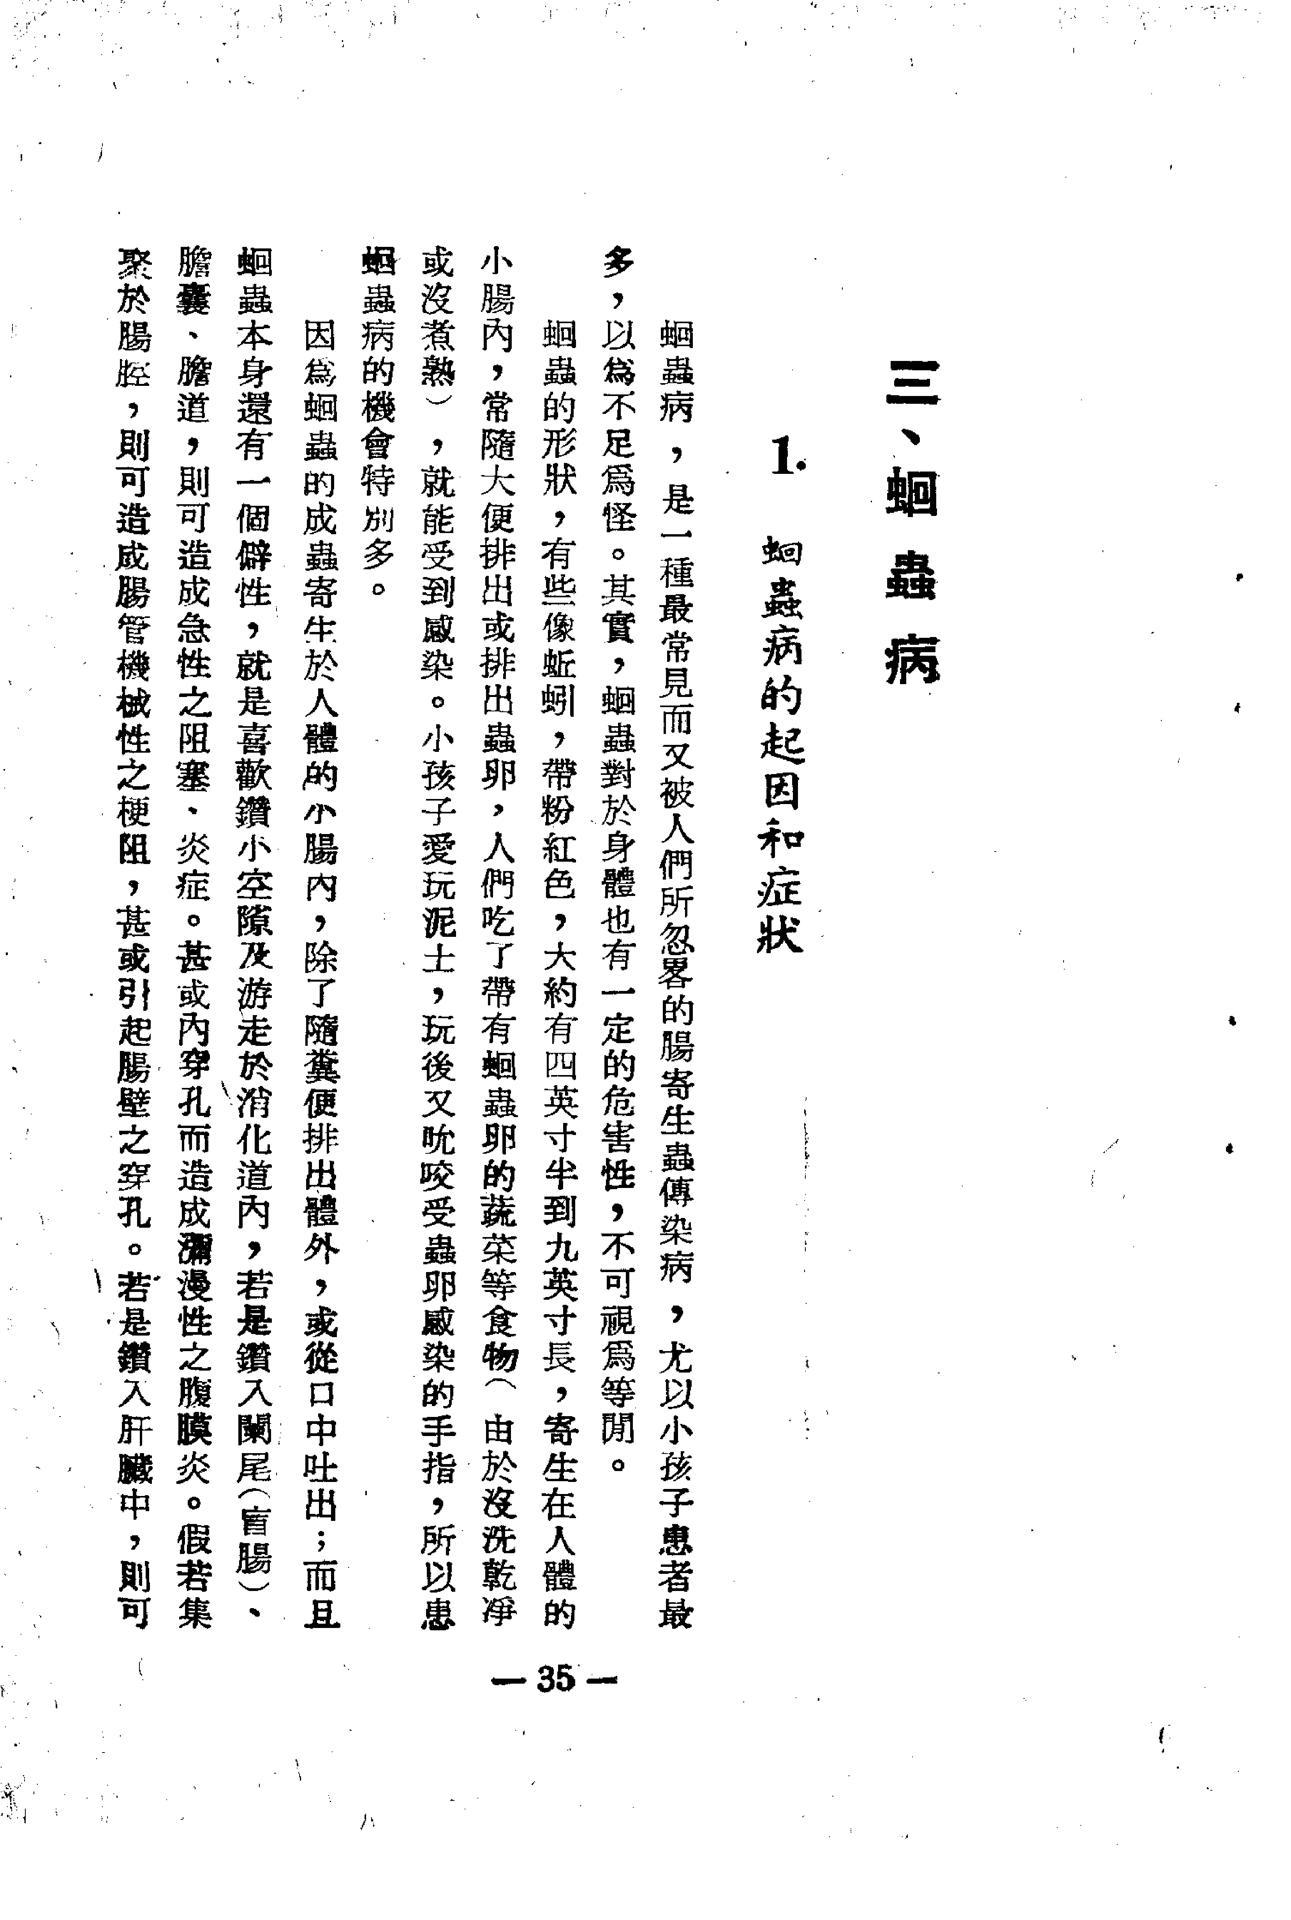 三、蛔蟲病
1. 蛔蟲病的起因和症狀
蛔蟲病，是一種最常見而又被人們所忽畧的腸寄生蟲傳染病，尤以小孩子患者最
多，以爲不足爲怪。其實，蛔蟲對於身體也有一定的危害性，不可視爲等閒。
蛔蟲的形狀，有些像蚯蚓，帶粉紅色，大約有四英寸半到九英寸長，寄生在人體的
小腸內，常隨大便排出或排出蟲卵，人們吃了帶有蛔蟲卵的蔬菜等食物（由於沒洗乾凈
或沒煮熟），就能受到感染。小孩子愛玩泥土，玩後又吮咬受蟲卵感染的手指，所以患
蛔蟲病的機會特別多。
因爲蛔蟲的成蟲寄生於人體的小腸內，除了隨糞便排出體外，或從口中吐出；而且
蛔蟲本身還有一個僻性，就是喜歡鑽小空隙及游走於消化道內，若是鑽入闌尾（盲腸）、
膽囊、膽道，則可造成急性之阻塞、炎症。甚或內穿孔而造成瀰漫性之腹膜炎。假若集
聚於腸脛，則可造成腸管機械性之梗阻，甚或引起腸壁之穿孔。若是鑽入肝臟中，則可
— 35 —